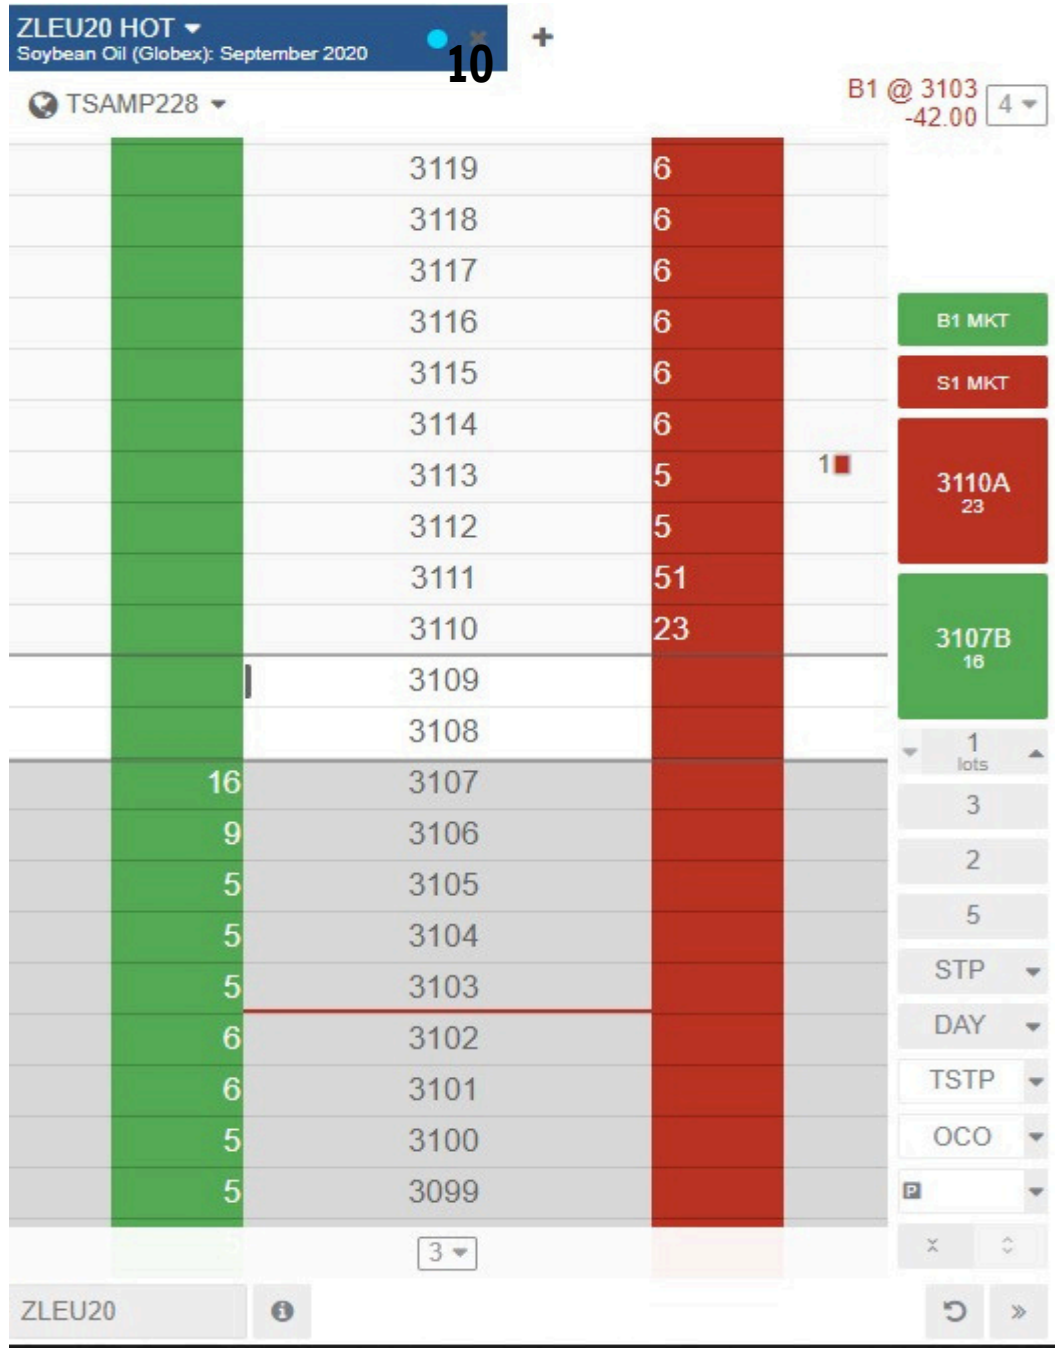 ZLEU20 HOT
Soybean Oil (Globex): September 2020
10
TSAMP228
B1 @ 3103
-42.00
4
3119 6
3118 6
3117 6
3116 6
3115 6
3114 6
3113 5 1
3112 5
3111 51
3110 23
3109
3108
16 3107
9 3106
5 3105
5 3104
5 3103
6 3102
6 3101
5 3100
5 3099
3
B1 MKT
S1 MKT
3110A
23
3107B
16
1
lots
3
2
5
STP
DAY
TSTP
OCO
P
ZLEU20